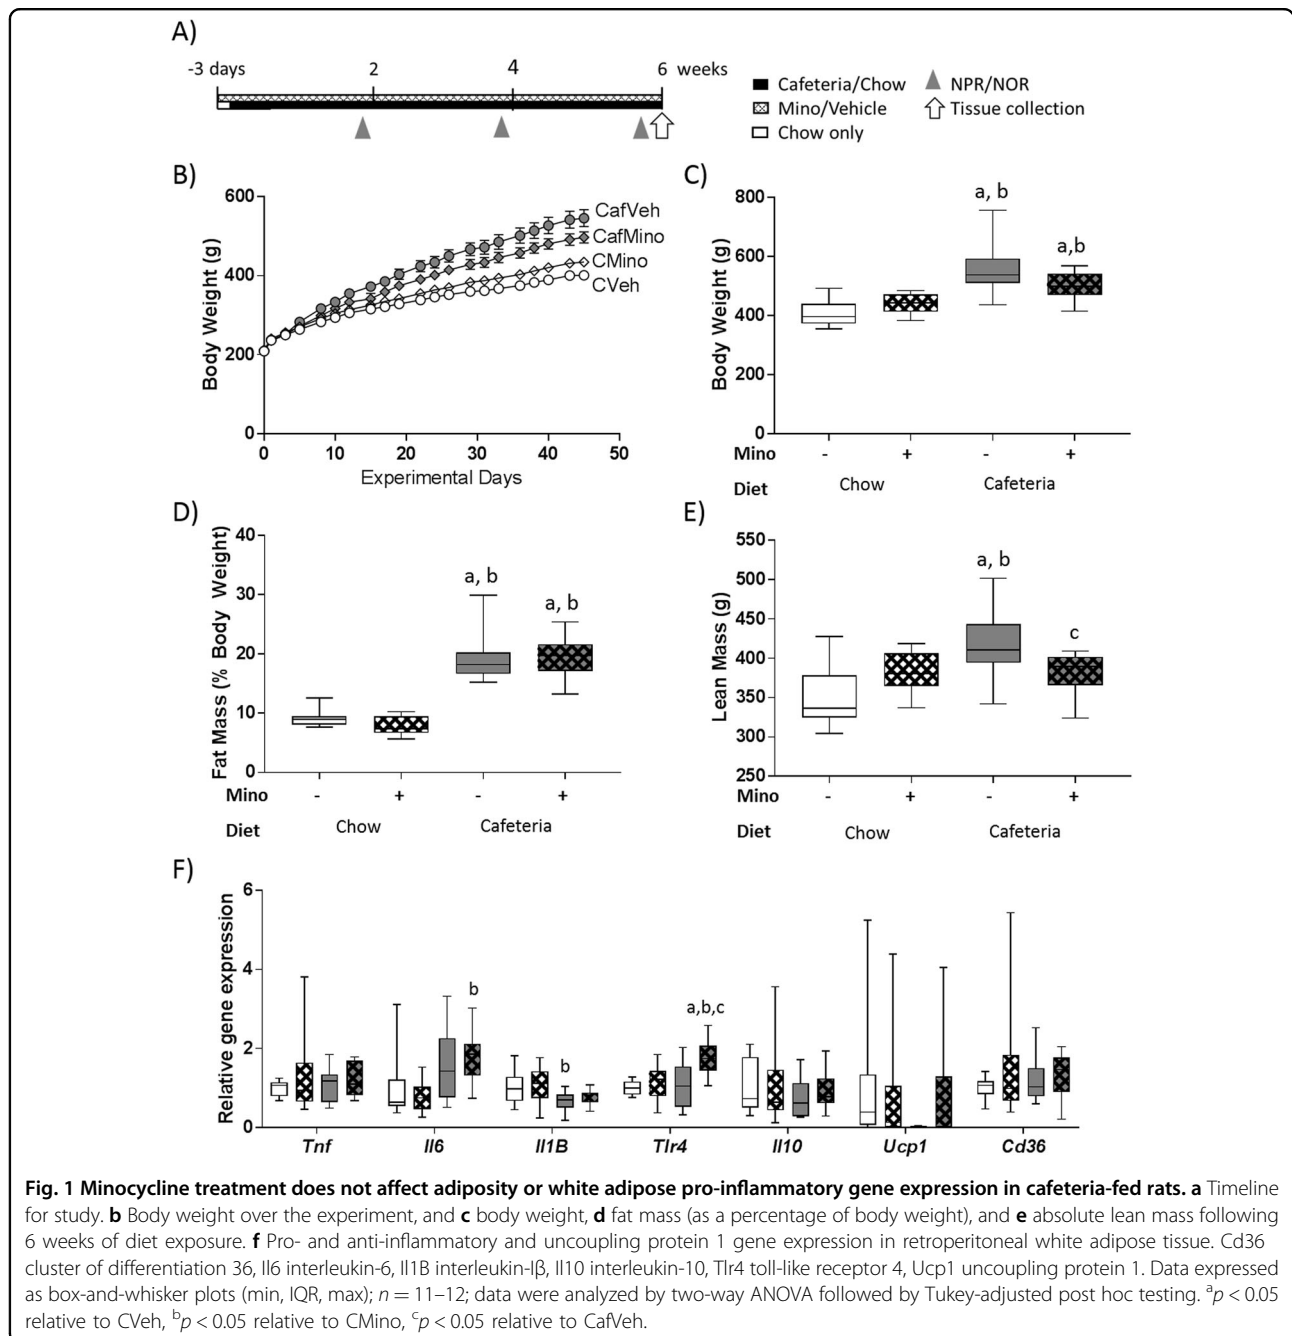 A)
-3 days 2 4 6 weeks
Cafeteria/Chow NPR/NOR
Mino/Vehicle Tissue collection
Chow only
B)
Body Weight (g)
600
400
200
0
CafVeh
CafMino
CMino
CVeh
0 10 20 30 40 50
Experimental Days
C)
Body Weight (g)
800
600
400
200
0
a, b
a,b
Mino - + - +
Diet Chow Cafeteria
D)
Fat Mass (% Body Weight)
40
30
20
10
0
a, b
a, b
Mino - + - +
Diet Chow Cafeteria
E)
Lean Mass (g)
550
500
450
400
350
300
250
a, b
c
Mino - + - +
Diet Chow Cafeteria
F)
Relative gene expression
6
4
2
0
b
b
a,b,c
Tnf Il6 Il1B Tlr4 Il10 Ucp1 Cd36
Fig. 1 Minocycline treatment does not affect adiposity or white adipose pro-inflammatory gene expression in cafeteria-fed rats. a Timeline
for study. b Body weight over the experiment, and c body weight, d fat mass (as a percentage of body weight), and e absolute lean mass following
6 weeks of diet exposure. f Pro- and anti-inflammatory and uncoupling protein 1 gene expression in retroperitoneal white adipose tissue. Cd36
cluster of differentiation 36, Il6 interleukin-6, Il1B interleukin-Iβ, Il10 interleukin-10, Tlr4 toll-like receptor 4, Ucp1 uncoupling protein 1. Data expressed
as box-and-whisker plots (min, IQR, max); n = 11–12; data were analyzed by two-way ANOVA followed by Tukey-adjusted post hoc testing. ᵃp < 0.05
relative to CVeh, ᵇp < 0.05 relative to CMino, ᶜp < 0.05 relative to CafVeh.